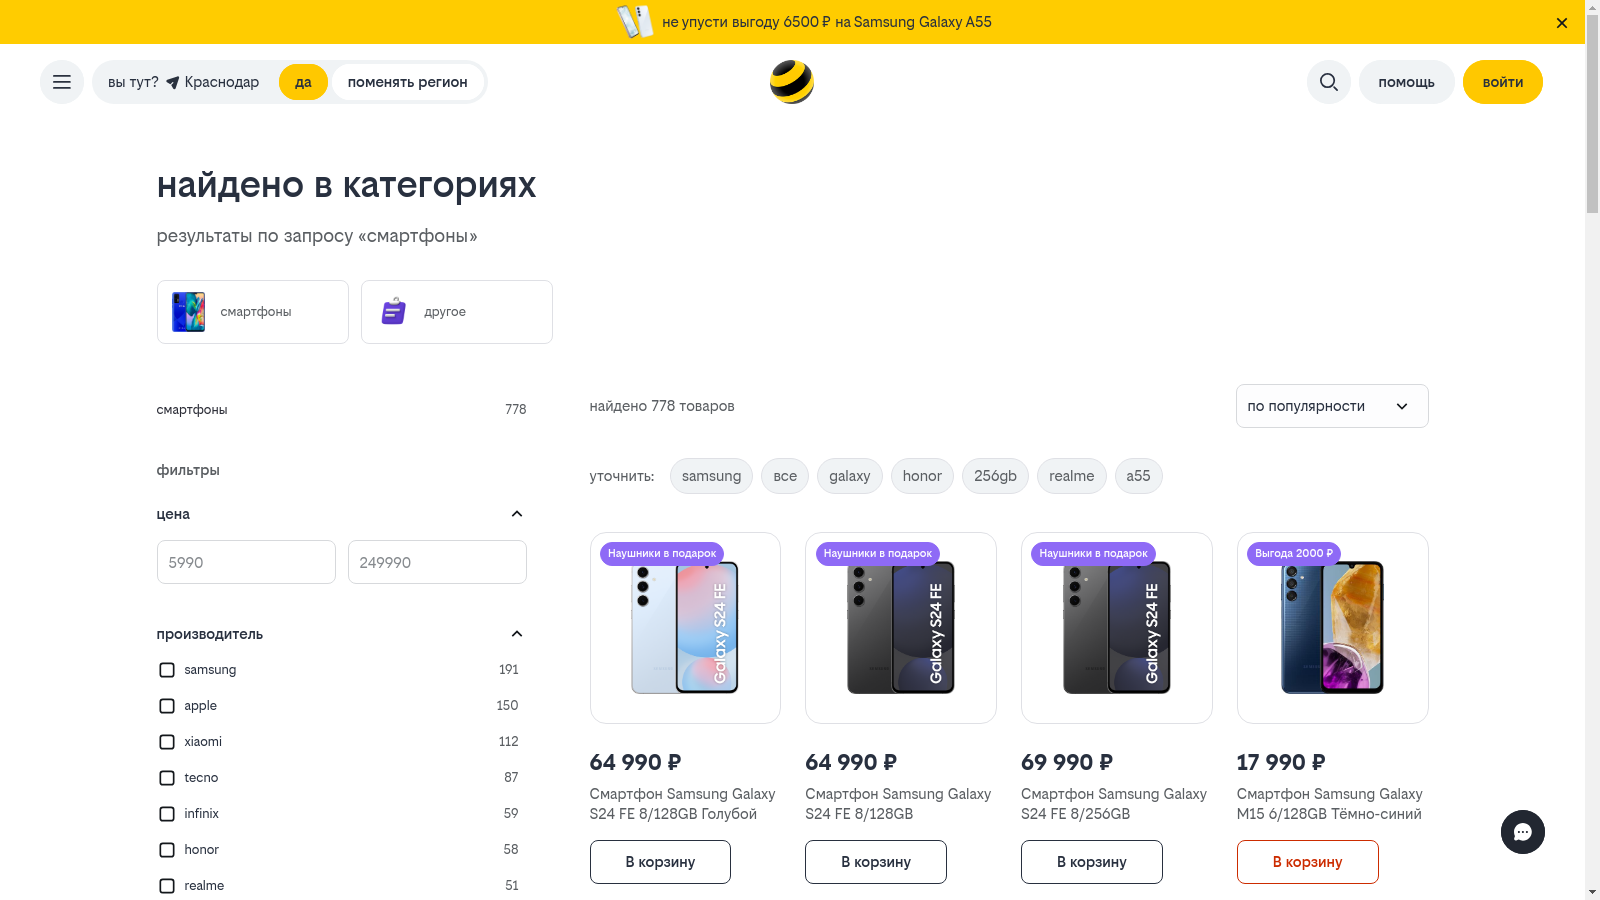 не упусти выгоду 6500 ₽ на Samsung Galaxy A55
вы тут? Краснодар да поменять регион
помощь
войти
найдено в категориях
результаты по запросу «смартфоны»
смартфоны
другое
смартфоны 778
фильтры
цена
5990
249990
производитель
samsung 191
apple 150
xiaomi 112
tecno 87
infinix 59
honor 58
realme 51
найдено 778 товаров
по популярности
уточнить: samsung все galaxy honor 256gb realme a55
Наушники в подарок
Galaxy S24 FE
64 990 ₽
Смартфон Samsung Galaxy
S24 FE 8/128GB Голубой
В корзину
Наушники в подарок
Galaxy S24 FE
64 990 ₽
Смартфон Samsung Galaxy
S24 FE 8/128GB
В корзину
Наушники в подарок
Galaxy S24 FE
69 990 ₽
Смартфон Samsung Galaxy
S24 FE 8/256GB
В корзину
Выгода 2000 ₽
17 990 ₽
Смартфон Samsung Galaxy
M15 6/128GB Тёмно-синий
В корзину